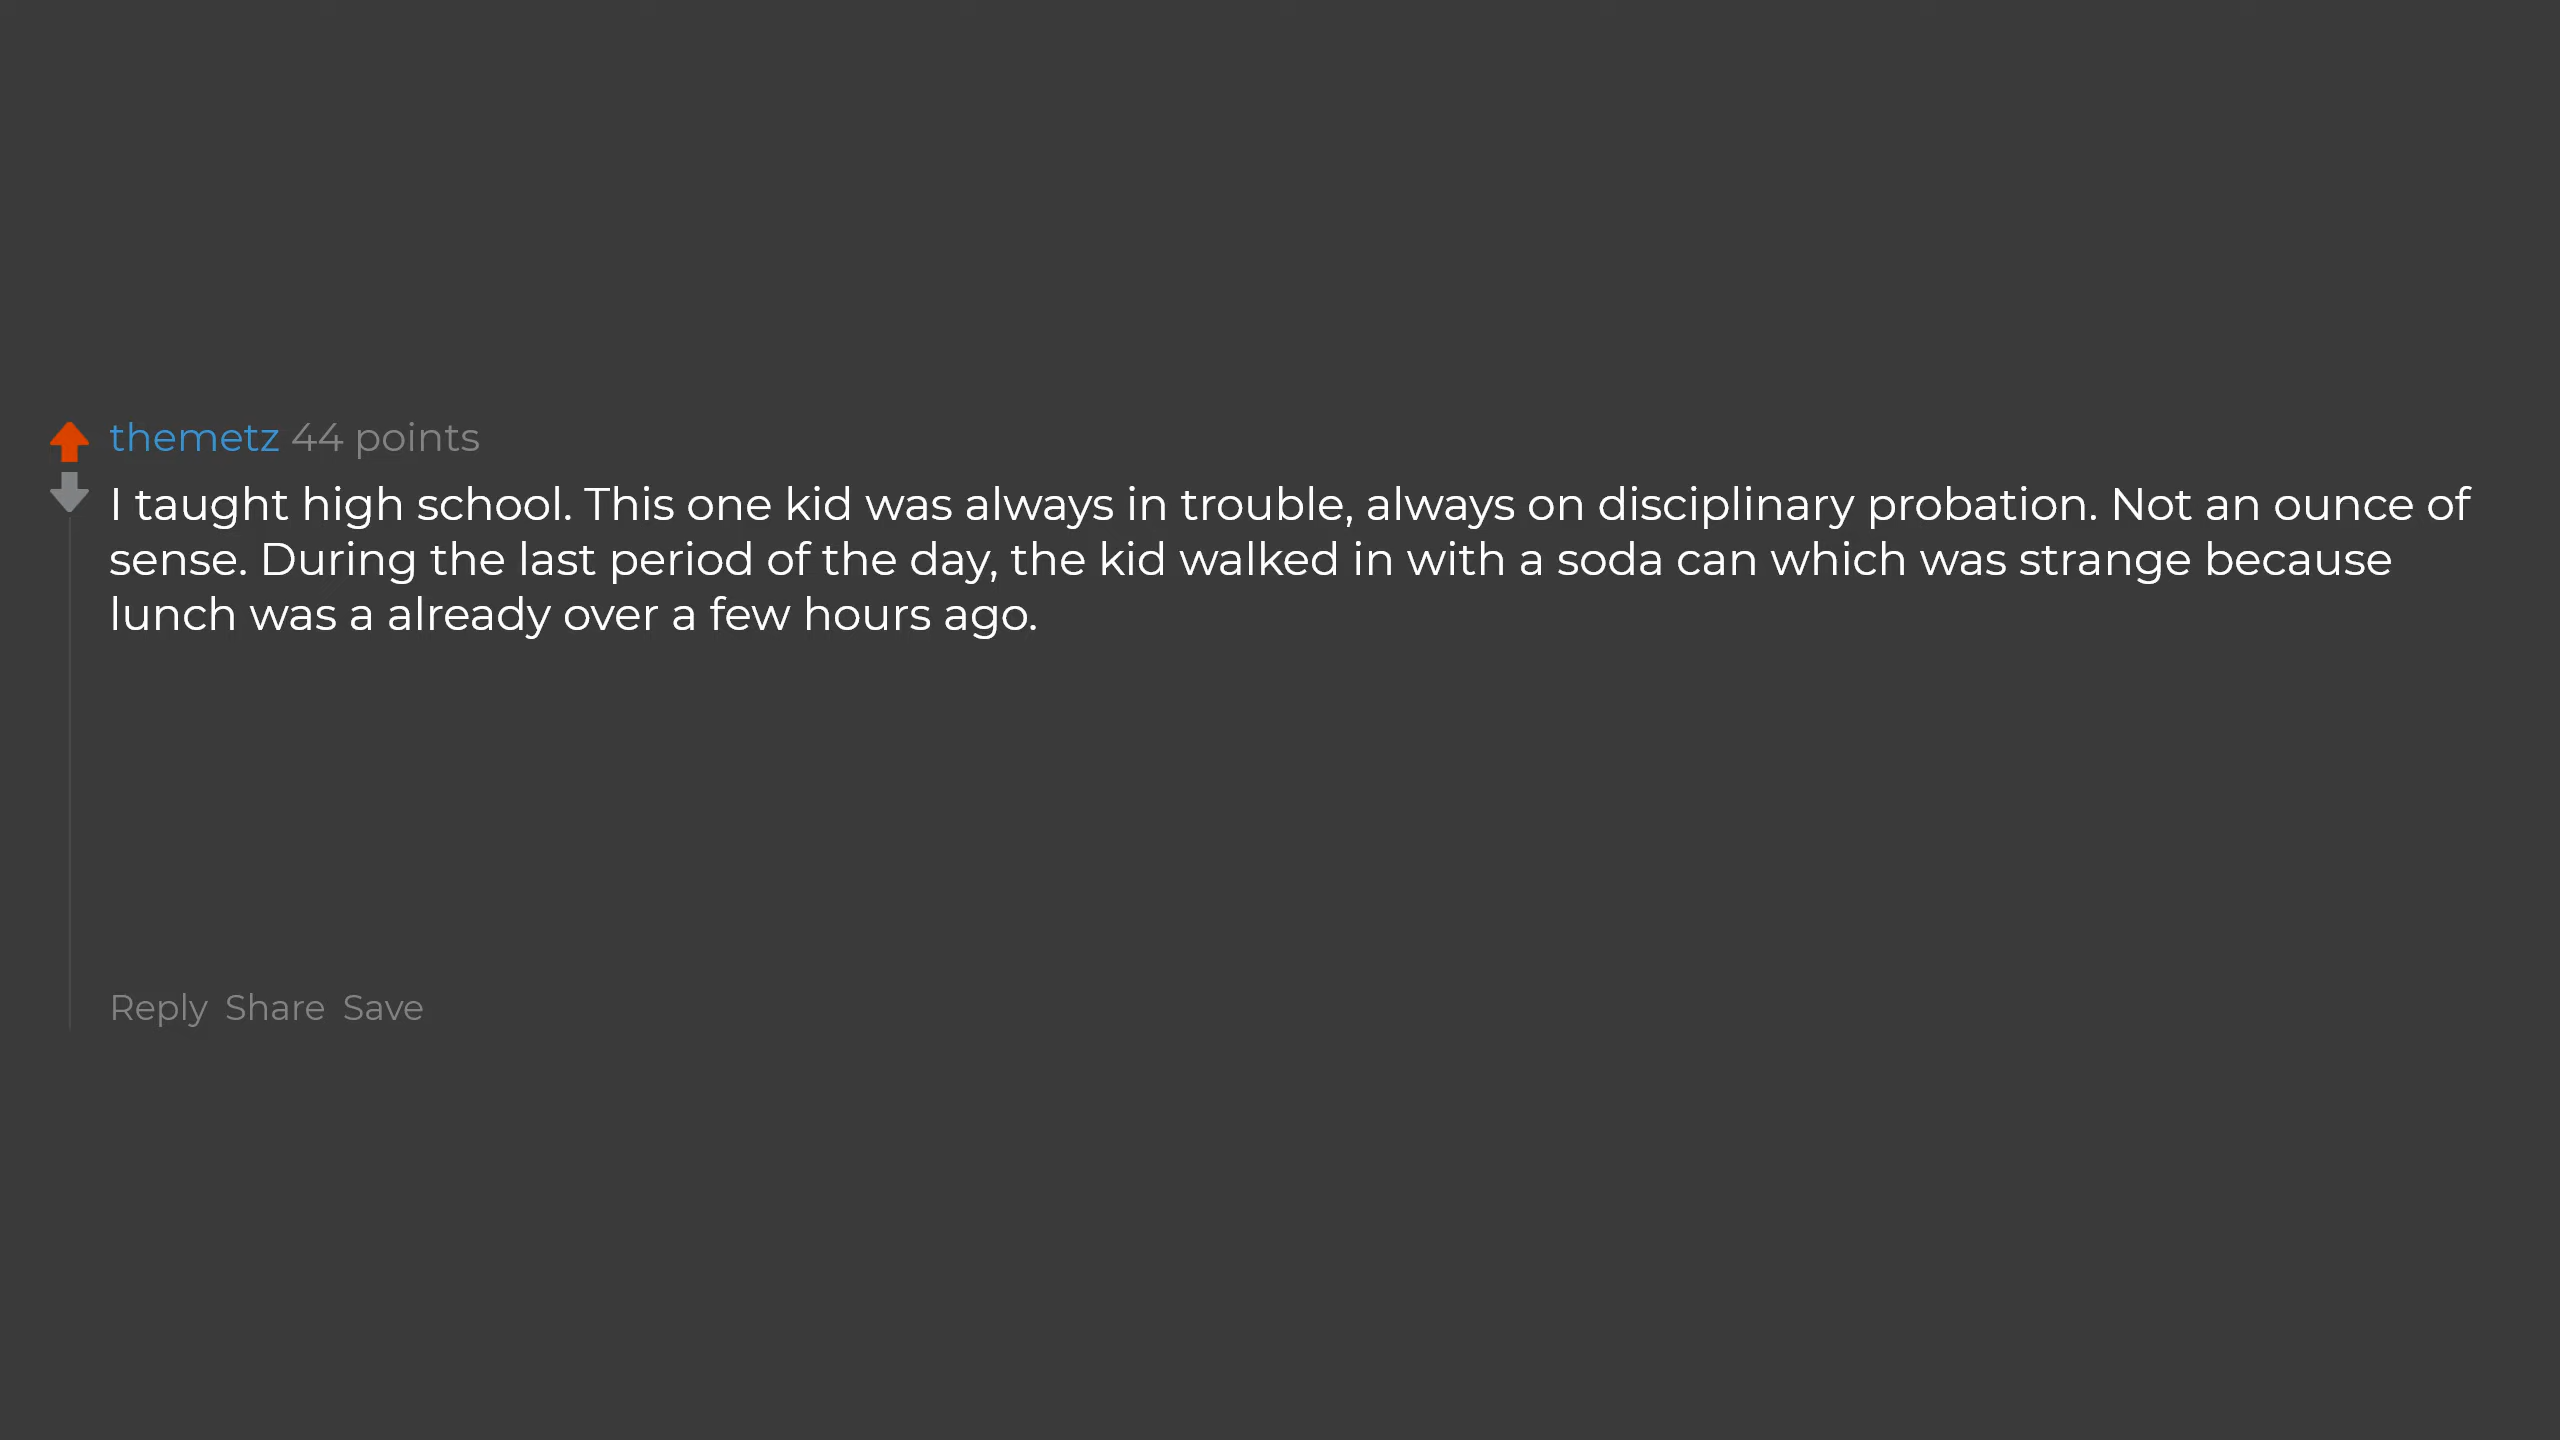 themetz 44 points
I taught high school. This one kid was always in trouble, always on disciplinary probation. Not an ounce of
sense. During the last period of the day, the kid walked in with a soda can which was strange because
lunch was a already over a few hours ago.
Reply Share Save